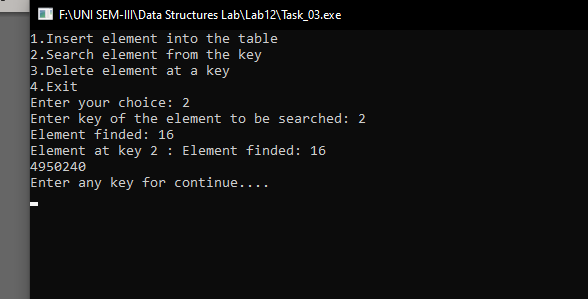 F:\UNI SEM-III\Data Structures Lab\Lab12\Task_03.exe
1.Insert element into the table
2.Search element from the key
3.Delete element at a key
4.Exit
Enter your choice: 2
Enter key of the element to be searched: 2
Element finded: 16
Element at key 2 : Element finded: 16
4950240
Enter any key for continue....